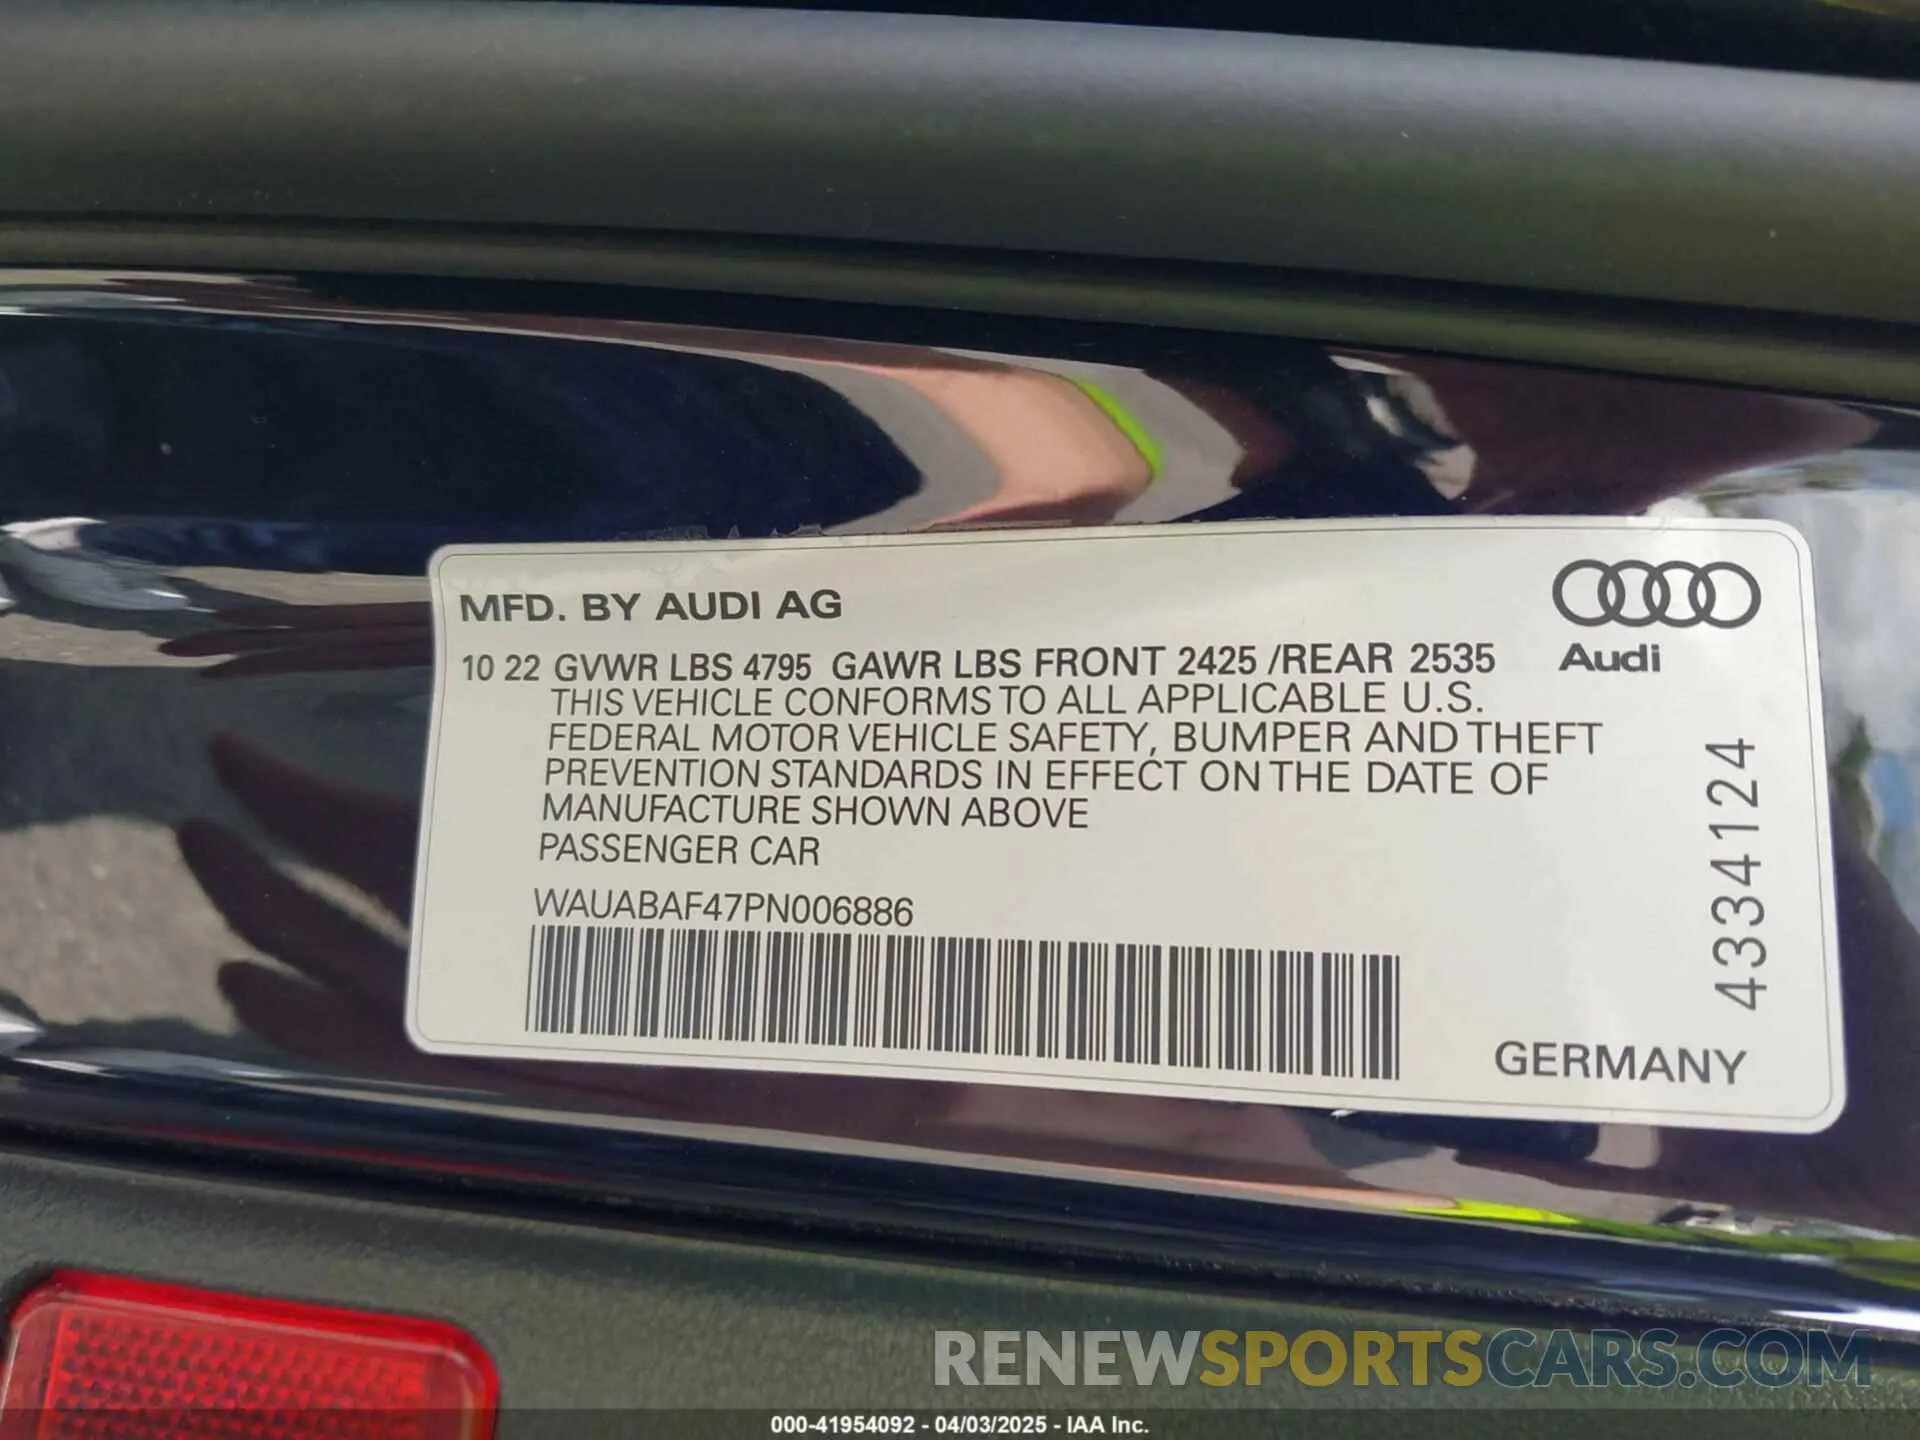 MFD. BY AUDI AG
10 22 GVWR LBS 4795 GAWR LBS FRONT 2425 /REAR 2535
Audi
THIS VEHICLE CONFORMS TO ALL APPLICABLE U.S.
FEDERAL MOTOR VEHICLE SAFETY, BUMPER AND THEFT
PREVENTION STANDARDS IN EFFECT ON THE DATE OF
MANUFACTURE SHOWN ABOVE
PASSENGER CAR
WAUABAF47PN006886
4334124
GERMANY
RENEWSPORTSCARS.COM
000-41954092 - 04/03/2025 - IAA Inc.